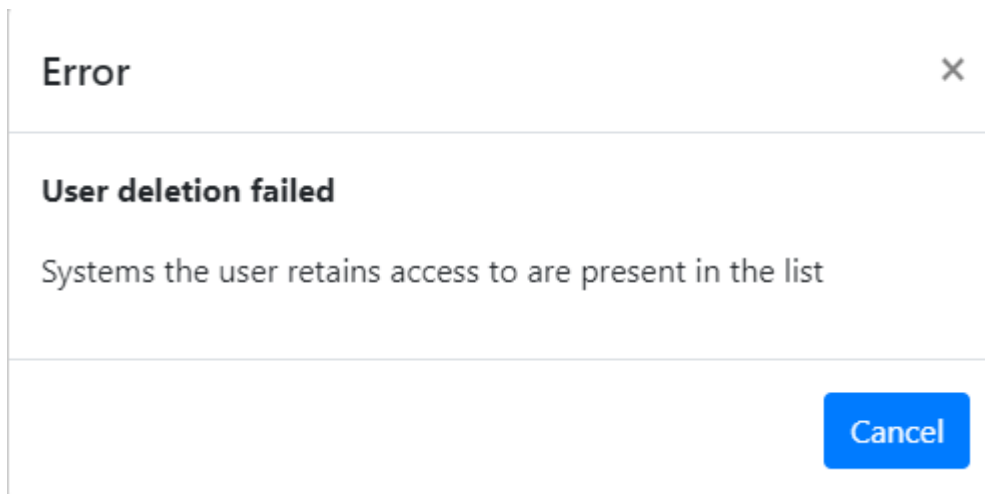 Error
User deletion failed
Systems the user retains access to are present in the list
Cancel